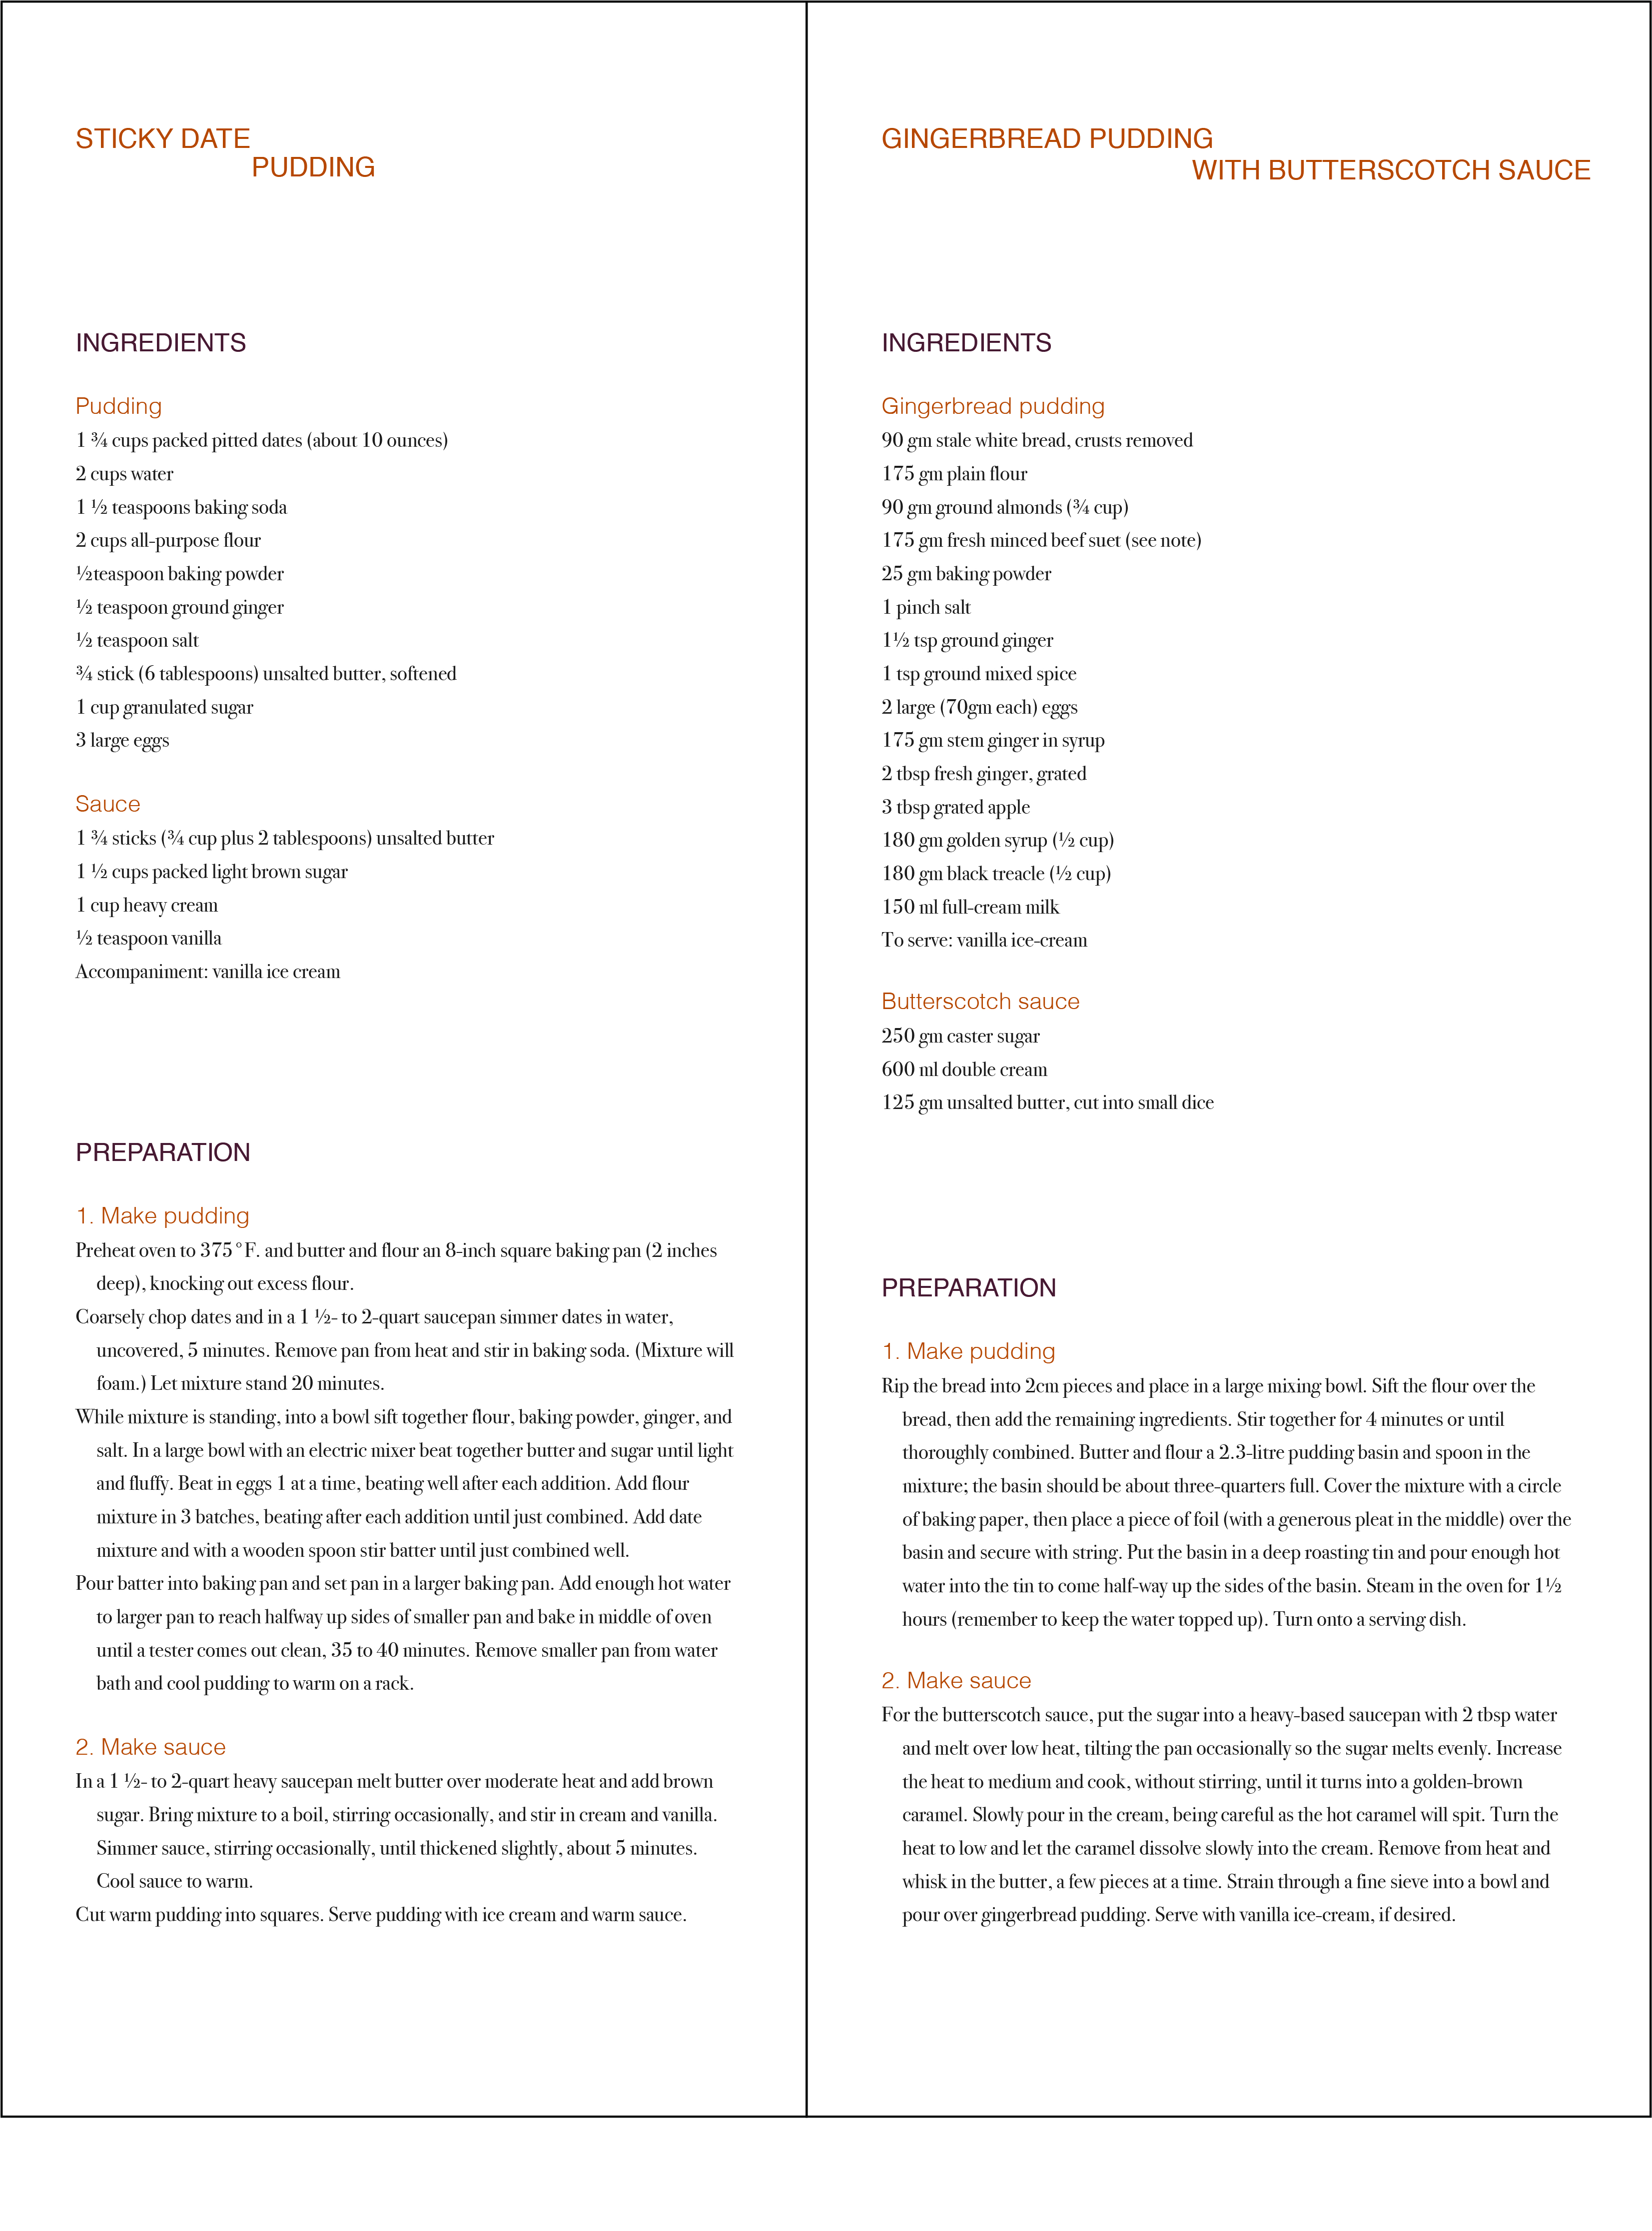 STICKY DATE
PUDDING
INGREDIENTS
Pudding
1 ¾ cups packed pitted dates (about 10 ounces)
2 cups water
1 ½ teaspoons baking soda
2 cups all-purpose flour
½teaspoon baking powder
½ teaspoon ground ginger
½ teaspoon salt
¾ stick (6 tablespoons) unsalted butter, softened
1 cup granulated sugar
3 large eggs
Sauce
1 ¾ sticks (¾ cup plus 2 tablespoons) unsalted butter
1 ½ cups packed light brown sugar
1 cup heavy cream
½ teaspoon vanilla
Accompaniment: vanilla ice cream
PREPARATION
1. Make pudding
Preheat oven to 375°F. and butter and flour an 8-inch square baking pan (2 inches
deep), knocking out excess flour.
Coarsely chop dates and in a 1 ½- to 2-quart saucepan simmer dates in water,
uncovered, 5 minutes. Remove pan from heat and stir in baking soda. (Mixture will
foam.) Let mixture stand 20 minutes.
While mixture is standing, into a bowl sift together flour, baking powder, ginger, and
salt. In a large bowl with an electric mixer beat together butter and sugar until light
and fluffy. Beat in eggs 1 at a time, beating well after each addition. Add flour
mixture in 3 batches, beating after each addition until just combined. Add date
mixture and with a wooden spoon stir batter until just combined well.
Pour batter into baking pan and set pan in a larger baking pan. Add enough hot water
to larger pan to reach halfway up sides of smaller pan and bake in middle of oven
until a tester comes out clean, 35 to 40 minutes. Remove smaller pan from water
bath and cool pudding to warm on a rack.
2. Make sauce
In a 1 ½- to 2-quart heavy saucepan melt butter over moderate heat and add brown
sugar. Bring mixture to a boil, stirring occasionally, and stir in cream and vanilla.
Simmer sauce, stirring occasionally, until thickened slightly, about 5 minutes.
Cool sauce to warm.
Cut warm pudding into squares. Serve pudding with ice cream and warm sauce.
GINGERBREAD PUDDING
WITH BUTTERSCOTCH SAUCE
INGREDIENTS
Gingerbread pudding
90 gm stale white bread, crusts removed
175 gm plain flour
90 gm ground almonds (¾ cup)
175 gm fresh minced beef suet (see note)
25 gm baking powder
1 pinch salt
1½ tsp ground ginger
1 tsp ground mixed spice
2 large (70gm each) eggs
175 gm stem ginger in syrup
2 tbsp fresh ginger, grated
3 tbsp grated apple
180 gm golden syrup (½ cup)
180 gm black treacle (½ cup)
150 ml full-cream milk
To serve: vanilla ice-cream
Butterscotch sauce
250 gm caster sugar
600 ml double cream
125 gm unsalted butter, cut into small dice
PREPARATION
1. Make pudding
Rip the bread into 2cm pieces and place in a large mixing bowl. Sift the flour over the
bread, then add the remaining ingredients. Stir together for 4 minutes or until
thoroughly combined. Butter and flour a 2.3-litre pudding basin and spoon in the
mixture; the basin should be about three-quarters full. Cover the mixture with a circle
of baking paper, then place a piece of foil (with a generous pleat in the middle) over the
basin and secure with string. Put the basin in a deep roasting tin and pour enough hot
water into the tin to come half-way up the sides of the basin. Steam in the oven for 1½
hours (remember to keep the water topped up). Turn onto a serving dish.
2. Make sauce
For the butterscotch sauce, put the sugar into a heavy-based saucepan with 2 tbsp water
and melt over low heat, tilting the pan occasionally so the sugar melts evenly. Increase
the heat to medium and cook, without stirring, until it turns into a golden-brown
caramel. Slowly pour in the cream, being careful as the hot caramel will spit. Turn the
heat to low and let the caramel dissolve slowly into the cream. Remove from heat and
whisk in the butter, a few pieces at a time. Strain through a fine sieve into a bowl and
pour over gingerbread pudding. Serve with vanilla ice-cream, if desired.